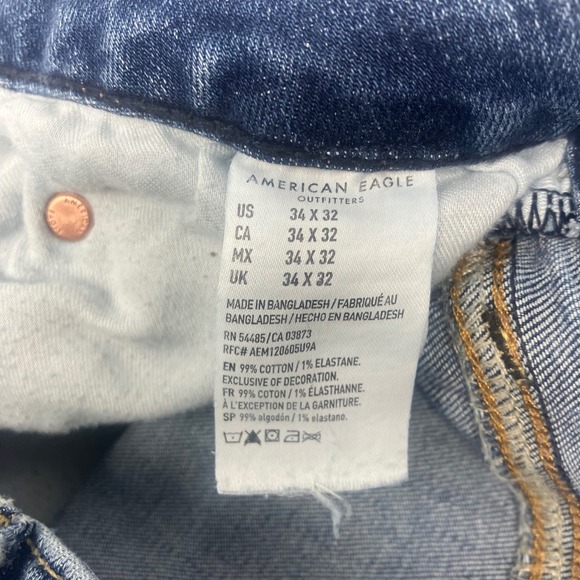 AMERICAN EAGLE
OUTFITTERS
US 34 X 32
CA 34 X 32
MX 34 X 32
UK 34 X 32
MADE IN BANGLADESH / FABRIQUÉ AU
BANGLADESH / HECHO EN BANGLADESH
RN 54485 / CA 03873
RFC# AEM120605U9A
EN 99% COTTON / 1% ELASTANE.
EXCLUSIVE OF DECORATION.
FR 99% COTON / 1% ÉLASTHANNE.
À L'EXCEPTION DE LA GARNITURE.
SP 99% algodón / 1% elastano.